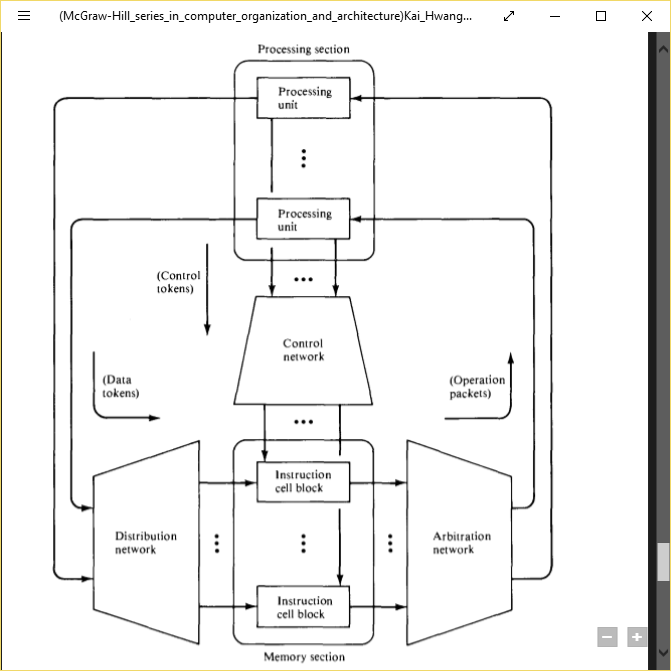 (McGraw-Hill_series_in_computer_organization_and_architecture)Kai_Hwang...
Processing section
Processing
unit
Processing
unit
(Control
tokens)
Control
network
(Data
tokens)
(Operation
packets)
Instruction
cell block
Distribution
network
Arbitration
network
Instruction
cell block
Memory section